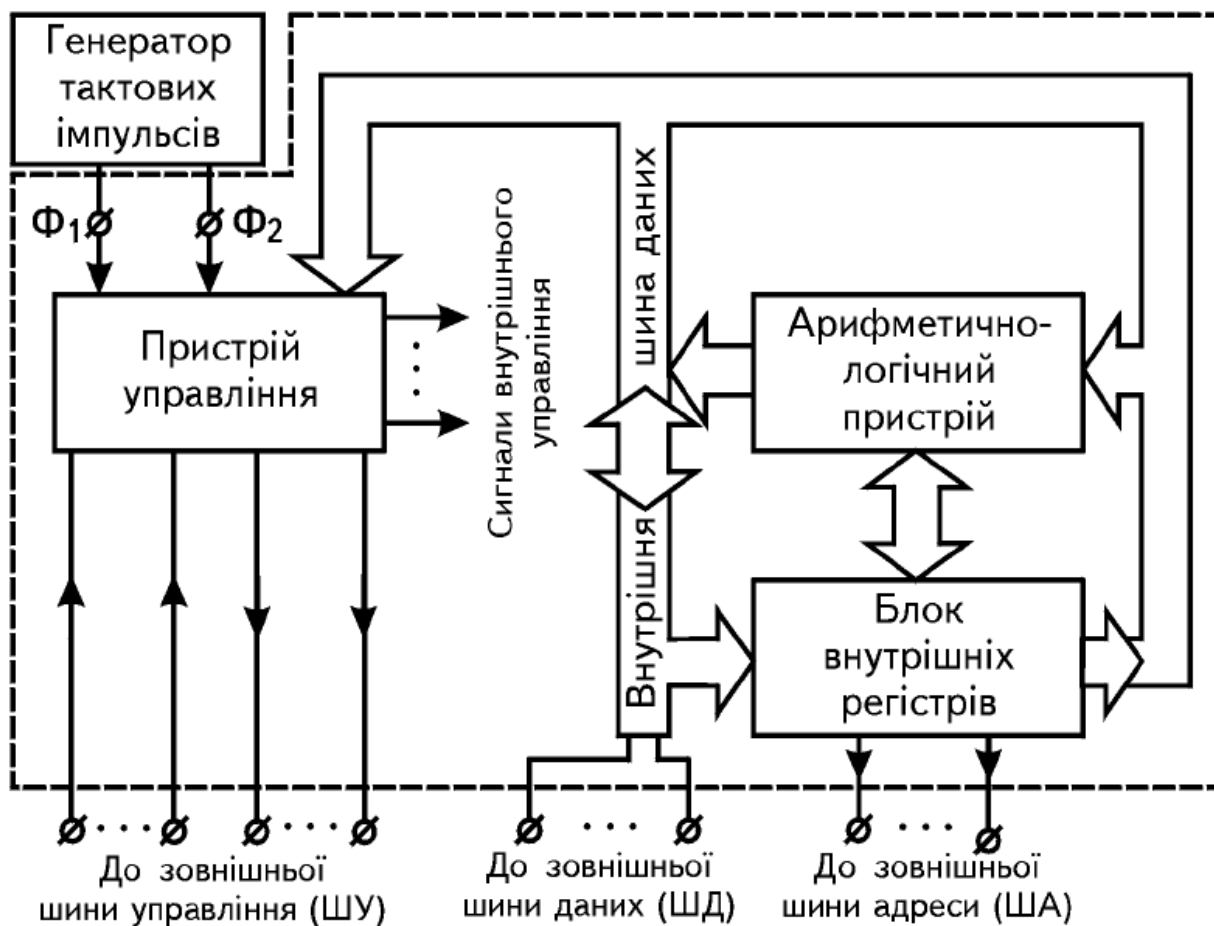 Генератор
тактових
імпульсів
Ф1
Ф2
Пристрій
управління
Сигнали внутрішнього
управління
Внутрішня шина даних
Арифметично-
логічний
пристрій
Блок
внутрішніх
регістрів
До зовнішньої
шини управління (ШУ)
До зовнішньої
шини даних (ШД)
До зовнішньої
шини адреси (ША)